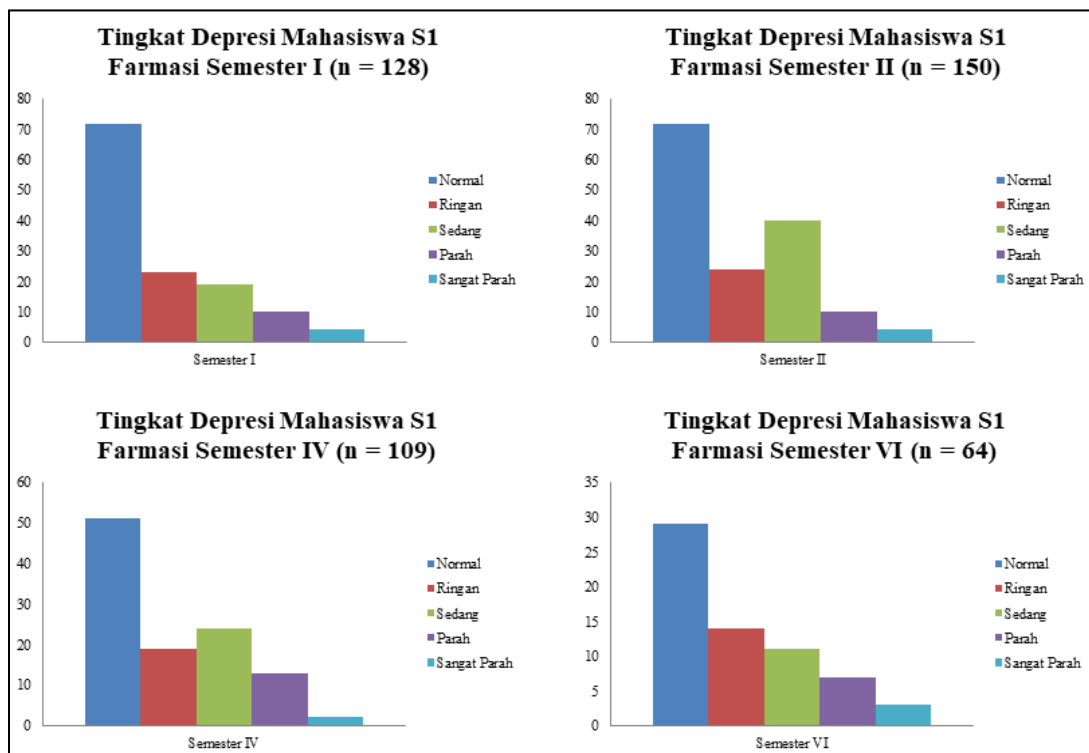 Tingkat Depresi Mahasiswa S1
Farmasi Semester I (n = 128)
80
70
60
50
40
30
20
10
0
Semester I
Normal
Ringan
Sedang
Parah
Sangat Parah
Tingkat Depresi Mahasiswa S1
Farmasi Semester II (n = 150)
80
70
60
50
40
30
20
10
0
Semester II
Normal
Ringan
Sedang
Parah
Sangat Parah
Tingkat Depresi Mahasiswa S1
Farmasi Semester IV (n = 109)
60
50
40
30
20
10
0
Semester IV
Normal
Ringan
Sedang
Parah
Sangat Parah
Tingkat Depresi Mahasiswa S1
Farmasi Semester VI (n = 64)
35
30
25
20
15
10
5
0
Semester VI
Normal
Ringan
Sedang
Parah
Sangat Parah